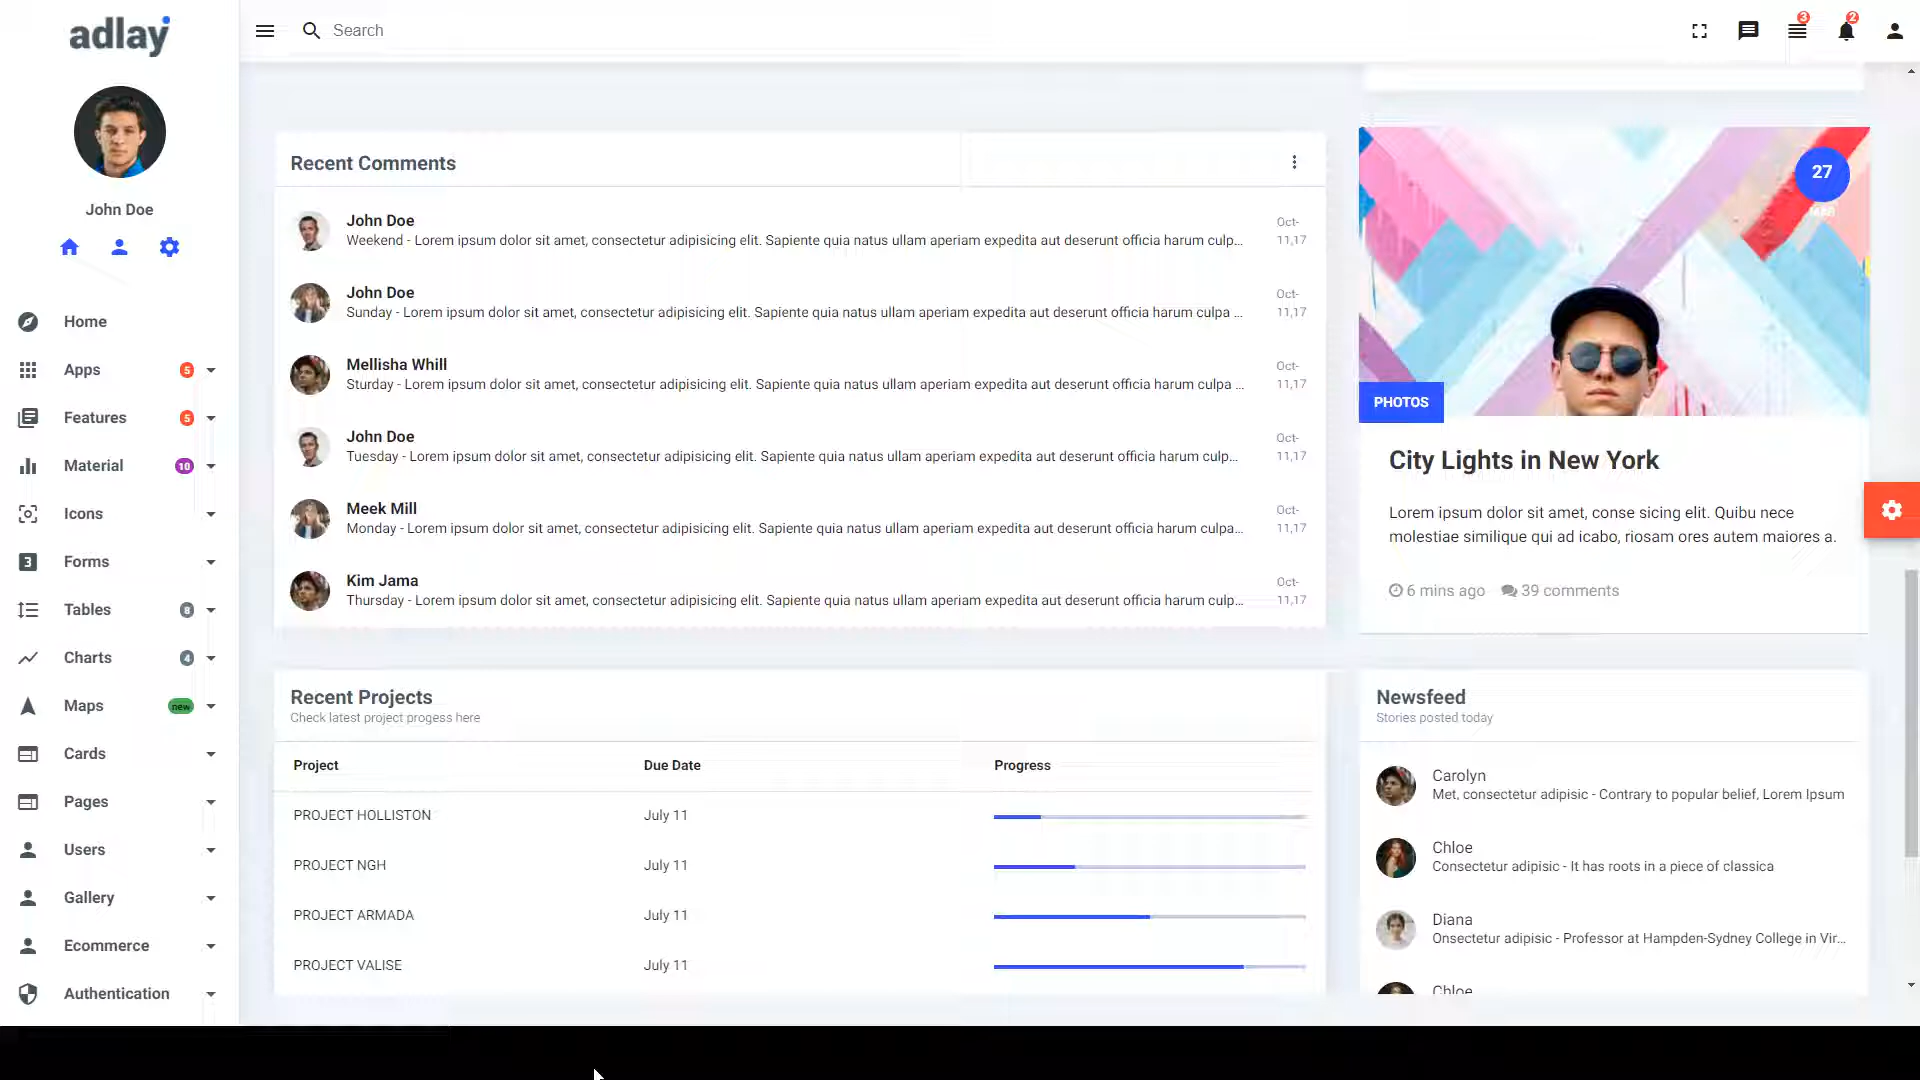 adlay
Search
3
2
John Doe
Home
Apps 5
Features 5
Material 10
Icons
Forms
Tables 8
Charts 4
Maps new
Cards
Pages
Users
Gallery
Ecommerce
Authentication
Recent Comments
John Doe
Oct-
Weekend - Lorem ipsum dolor sit amet, consectetur adipisicing elit. Sapiente quia natus ullam aperiam expedita aut deserunt officia harum culp...
11,17
John Doe
Oct-
Sunday - Lorem ipsum dolor sit amet, consectetur adipisicing elit. Sapiente quia natus ullam aperiam expedita aut deserunt officia harum culpa ...
11,17
Mellisha Whill
Oct-
Sturday - Lorem ipsum dolor sit amet, consectetur adipisicing elit. Sapiente quia natus ullam aperiam expedita aut deserunt officia harum culpa ...
11,17
John Doe
Oct-
Tuesday - Lorem ipsum dolor sit amet, consectetur adipisicing elit. Sapiente quia natus ullam aperiam expedita aut deserunt officia harum culp...
11,17
Meek Mill
Oct-
Monday - Lorem ipsum dolor sit amet, consectetur adipisicing elit. Sapiente quia natus ullam aperiam expedita aut deserunt officia harum culpa...
11,17
Kim Jama
Oct-
Thursday - Lorem ipsum dolor sit amet, consectetur adipisicing elit. Sapiente quia natus ullam aperiam expedita aut deserunt officia harum culp...
11,17
27
MAR
PHOTOS
City Lights in New York
Lorem ipsum dolor sit amet, conse sicing elit. Quibu nece
molestiae similique qui ad icabo, riosam ores autem maiores a.
6 mins ago 39 comments
Recent Projects
Check latest project progess here
Project Due Date Progress
PROJECT HOLLISTON July 11
PROJECT NGH July 11
PROJECT ARMADA July 11
PROJECT VALISE July 11
Newsfeed
Stories posted today
Carolyn
Met, consectetur adipisic - Contrary to popular belief, Lorem Ipsum
Chloe
Consectetur adipisic - It has roots in a piece of classica
Diana
Onsectetur adipisic - Professor at Hampden-Sydney College in Vir...
Chloe